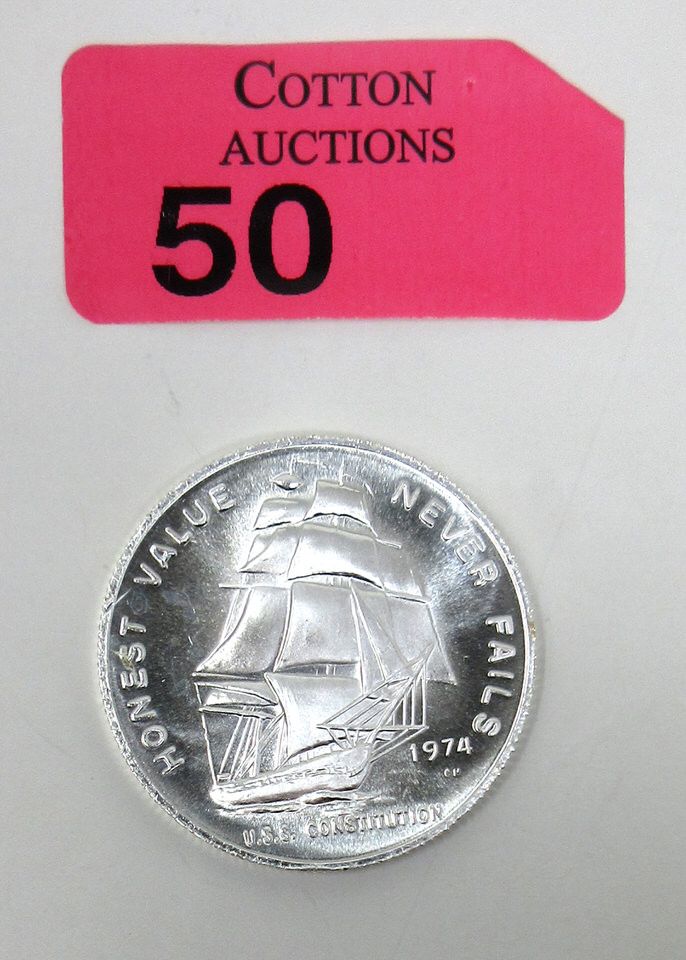 COTTON
AUCTIONS
50
HONEST VALUE NEVER FAILS
1974
U.S.S. CONSTITUTION